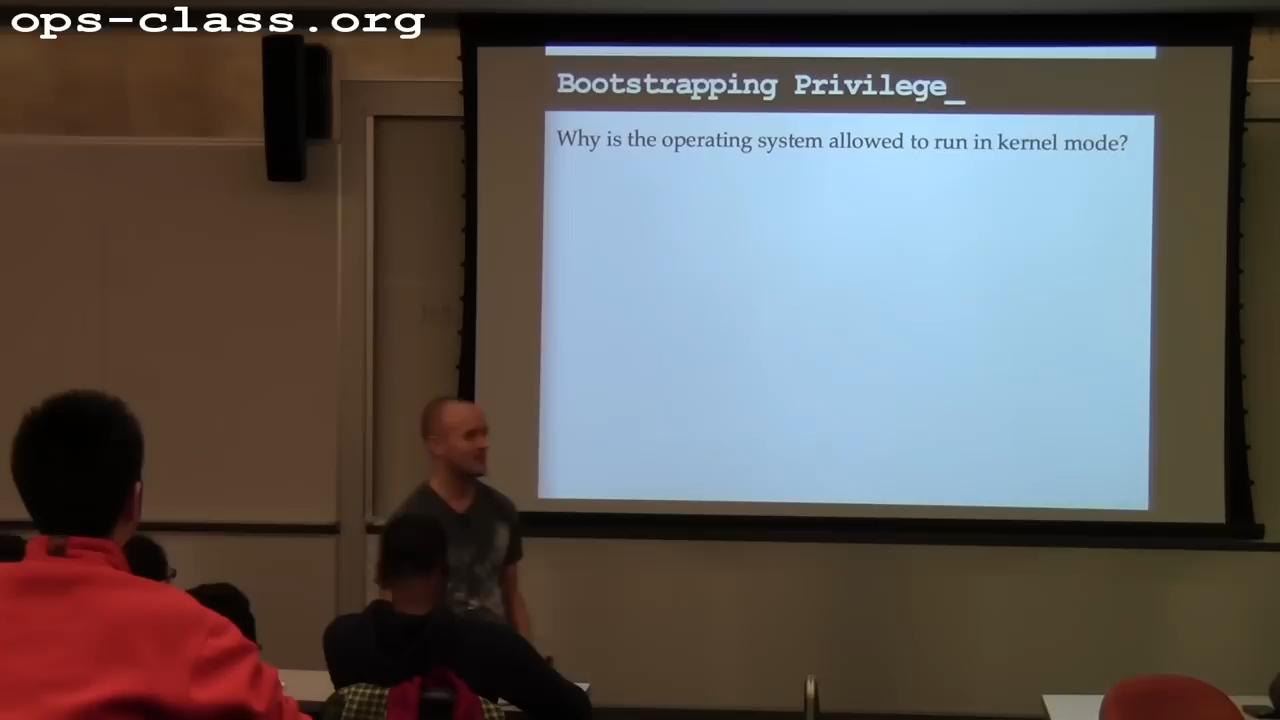 ops-class.org
Bootstrapping Privilege_
Why is the operating system allowed to run in kernel mode?